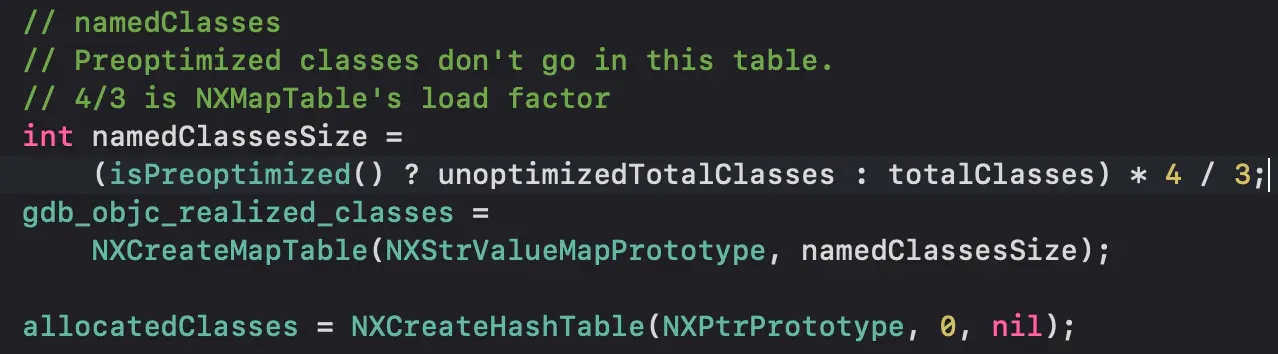 // namedClasses
// Preoptimized classes don't go in this table.
// 4/3 is NXMapTable's load factor
int namedClassesSize =
    (isPreoptimized() ? unoptimizedTotalClasses : totalClasses) * 4 / 3;
gdb_objc_realized_classes =
    NXCreateMapTable(NXStrValueMapPrototype, namedClassesSize);
allocatedClasses = NXCreateHashTable(NXPtrPrototype, 0, nil);